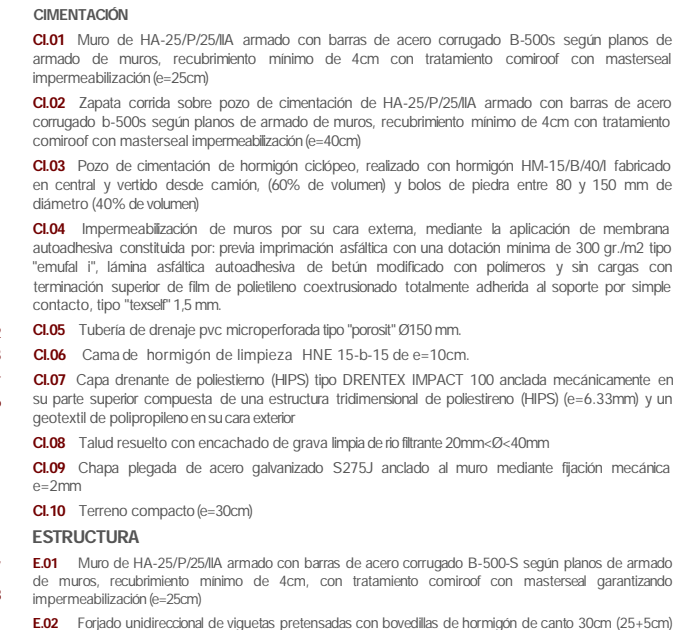 CIMENTACIÓN
CI.01 Muro de HA-25/P/25/IIA armado con barras de acero corrugado B-500s según planos de
armado de muros, recubrimiento mínimo de 4cm con tratamiento comiroof con masterseal
impermeabilización (e=25cm)
CI.02 Zapata corrida sobre pozo de cimentación de HA-25/P/25/IIA armado con barras de acero
corrugado b-500s según planos de armado de muros, recubrimiento mínimo de 4cm con tratamiento
comiroof con masterseal impermeabilización (e=40cm)
CI.03 Pozo de cimentación de hormigón ciclópeo, realizado con hormigón HM-15/B/40/I fabricado
en central y vertido desde camión, (60% de volumen) y bolos de piedra entre 80 y 150 mm de
diámetro (40% de volumen)
CI.04 Impermeabilización de muros por su cara externa, mediante la aplicación de membrana
autoadhesiva constituida por: previa imprimación asfáltica con una dotación mínima de 300 gr./m2 tipo
"emufal i", lámina asfáltica autoadhesiva de betún modificado con polímeros y sin cargas con
terminación superior de film de polietileno coextrusionado totalmente adherida al soporte por simple
contacto, tipo "texself" 1,5 mm.
CI.05 Tubería de drenaje pvc microperforada tipo "porosit" Ø150 mm.
CI.06 Cama de hormigón de limpieza HNE 15-b-15 de e=10cm.
CI.07 Capa drenante de poliestierno (HIPS) tipo DRENTEX IMPACT 100 anclada mecánicamente en
su parte superior compuesta de una estructura tridimensional de poliestireno (HIPS) (e=6.33mm) y un
geotextil de polipropileno en su cara exterior
CI.08 Talud resuelto con encachado de grava limpia de rio filtrante 20mm<Ø<40mm
CI.09 Chapa plegada de acero galvanizado S275J anclado al muro mediante fijación mecánica
e=2mm
CI.10 Terreno compacto (e=30cm)
ESTRUCTURA
E.01 Muro de HA-25/P/25/IIA armado con barras de acero corrugado B-500-S según planos de armado
de muros, recubrimiento mínimo de 4cm, con tratamiento comiroof con masterseal garantizando
impermeabilización (e=25cm)
E.02 Forjado unidireccional de viguetas pretensadas con bovedillas de hormigón de canto 30cm (25+5cm)